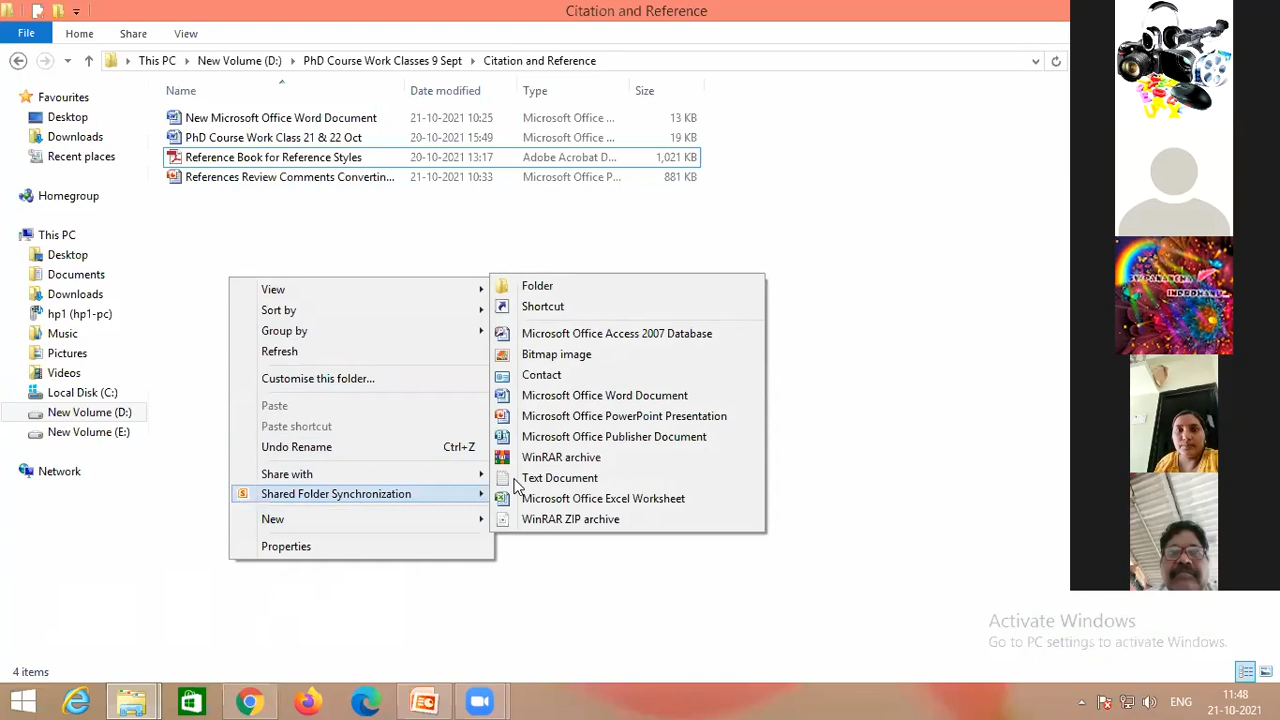 Citation and Reference
File Home Share View
This PC New Volume (D:) PhD Course Work Classes 9 Sept Citation and Reference
Name Date modified Type Size
New Microsoft Office Word Document 21-10-2021 10:25 Microsoft Office ... 13 KB
PhD Course Work Class 21 & 22 Oct 20-10-2021 15:49 Microsoft Office ... 19 KB
Reference Book for Reference Styles 20-10-2021 13:17 Adobe Acrobat D... 1,021 KB
References Review Comments Convertin... 21-10-2021 10:33 Microsoft Office P... 881 KB
Favourites
Desktop
Downloads
Recent places
Homegroup
This PC
Desktop
Documents
Downloads
hp1 (hp1-pc)
Music
Pictures
Videos
Local Disk (C:)
New Volume (D:)
New Volume (E:)
Network
View
Sort by
Group by
Refresh
Customise this folder...
Paste
Paste shortcut
Undo Rename Ctrl+Z
Share with
Shared Folder Synchronization
New
Properties
Folder
Shortcut
Microsoft Office Access 2007 Database
Bitmap image
Contact
Microsoft Office Word Document
Microsoft Office PowerPoint Presentation
Microsoft Office Publisher Document
WinRAR archive
Text Document
Microsoft Office Excel Worksheet
WinRAR ZIP archive
Activate Windows
Go to PC settings to activate Windows.
4 items
ENG
11:48
21-10-2021